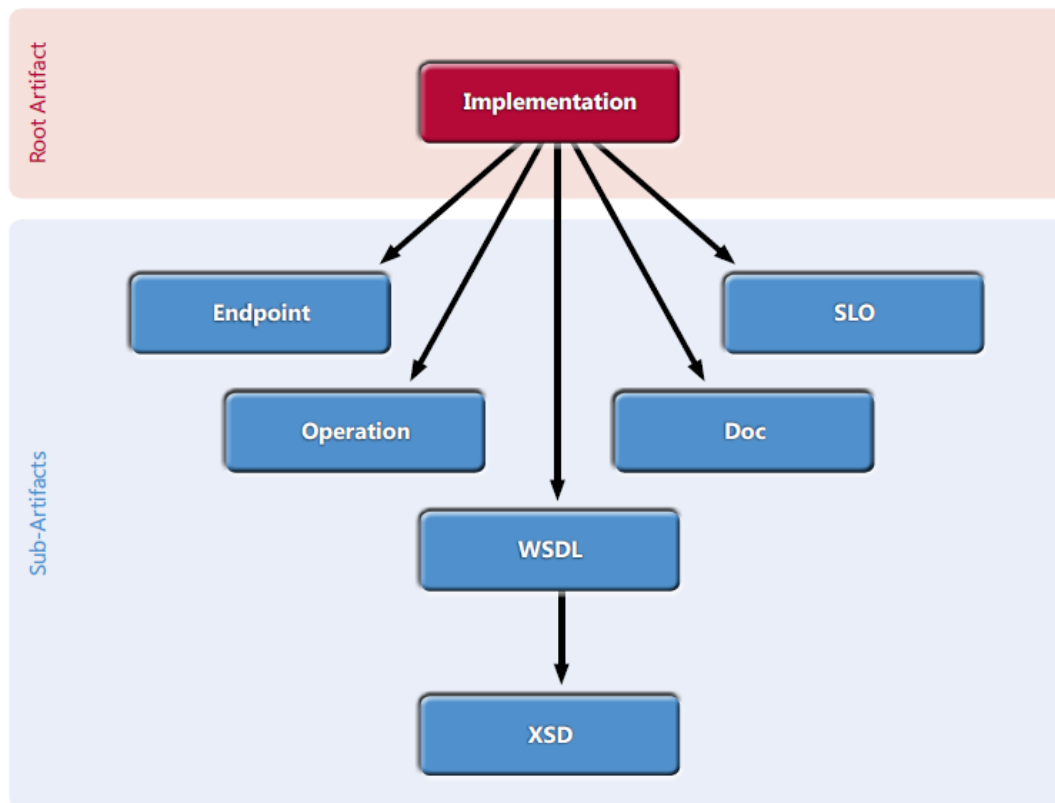 Root Artifact
Implementation
Sub-Artifacts
Endpoint
SLO
Operation
Doc
WSDL
XSD